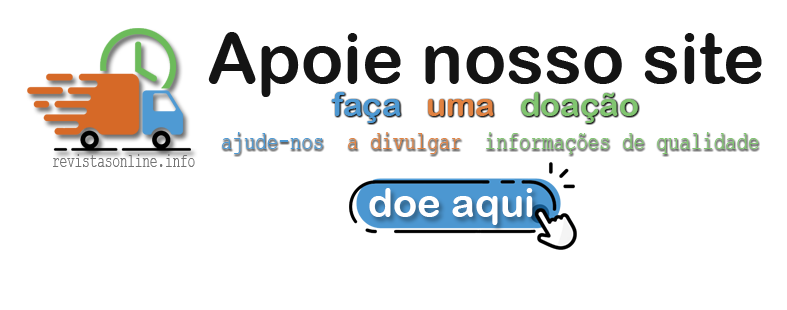 Apoie nosso site
faça uma doação
ajude-nos a divulgar informações de qualidade
revistasonline.info
doe aqui